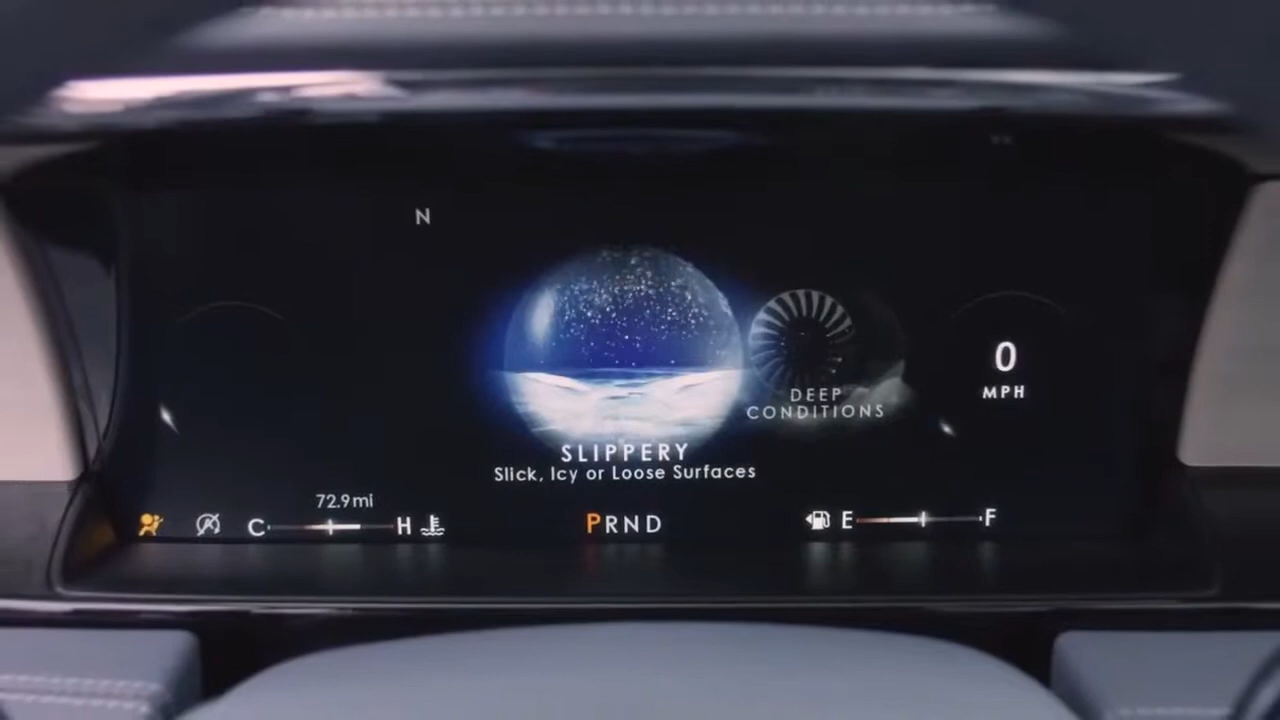 N
0
MPH
DEEP
CONDITIONS
SLIPPERY
Slick, Icy or Loose Surfaces
72.9mi
C H
PRND
E F